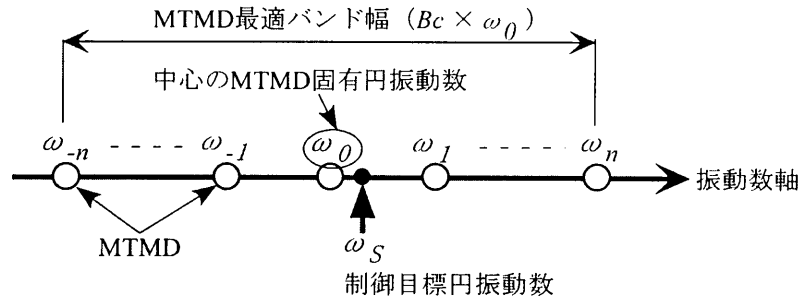 MTMD最適バンド幅（Bc × ω0）
中心のMTMD固有円振動数
ω-n - - - - ω-1 ω0 ω1 - - - - - ωn
振動数軸
MTMD
ωS
制御目標円振動数